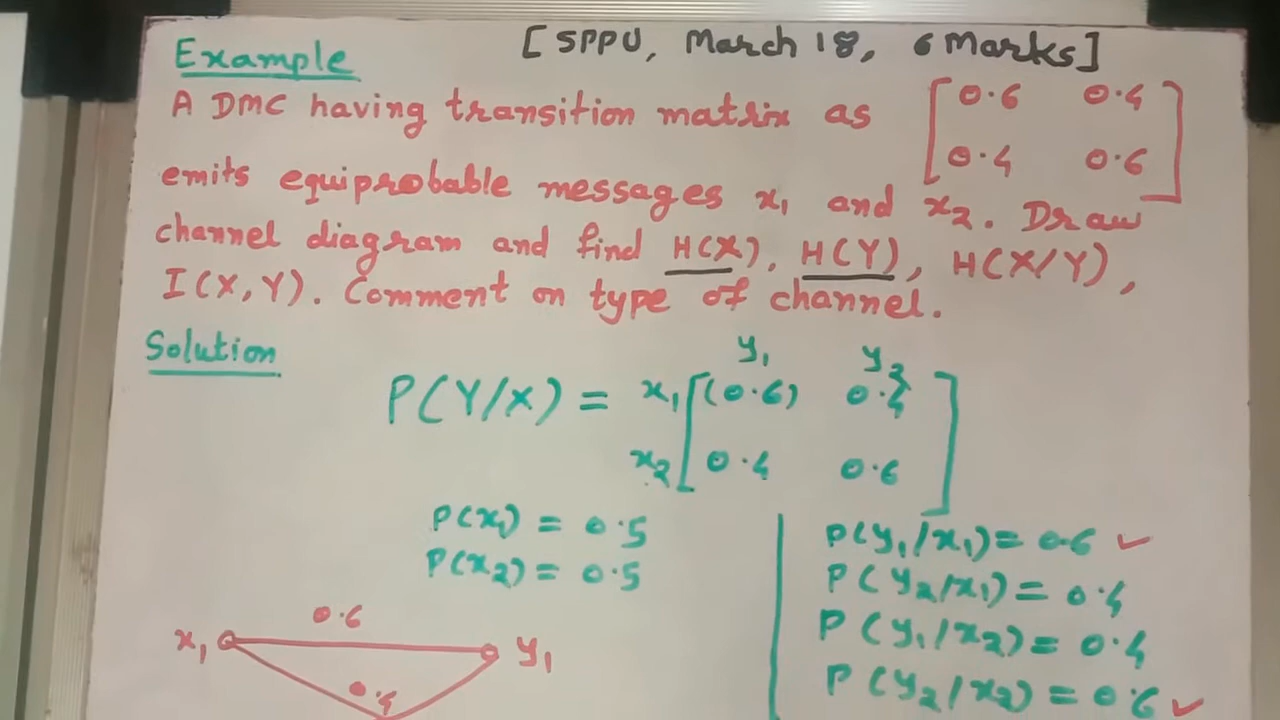 Example [SPPU, March 18, 6 Marks]
A DMC having transition matrix as [0.6 0.4
0.4 0.6]
emits equiprobable messages x₁ and x₂. Draw
channel diagram and find H(X), H(Y), H(X/Y),
I(X,Y). Comment on type of channel.
Solution
y₁ y₂
P(Y/X) = x₁ [(0.6) 0.4
x₂ 0.4 0.6]
P(x₁) = 0.5
P(x₂) = 0.5
P(y₁/x₁) = 0.6 ✓
P(y₂/x₁) = 0.4
P(y₁/x₂) = 0.4
P(y₂/x₂) = 0.6 ✓
0.6
x₁ y₁
0.4